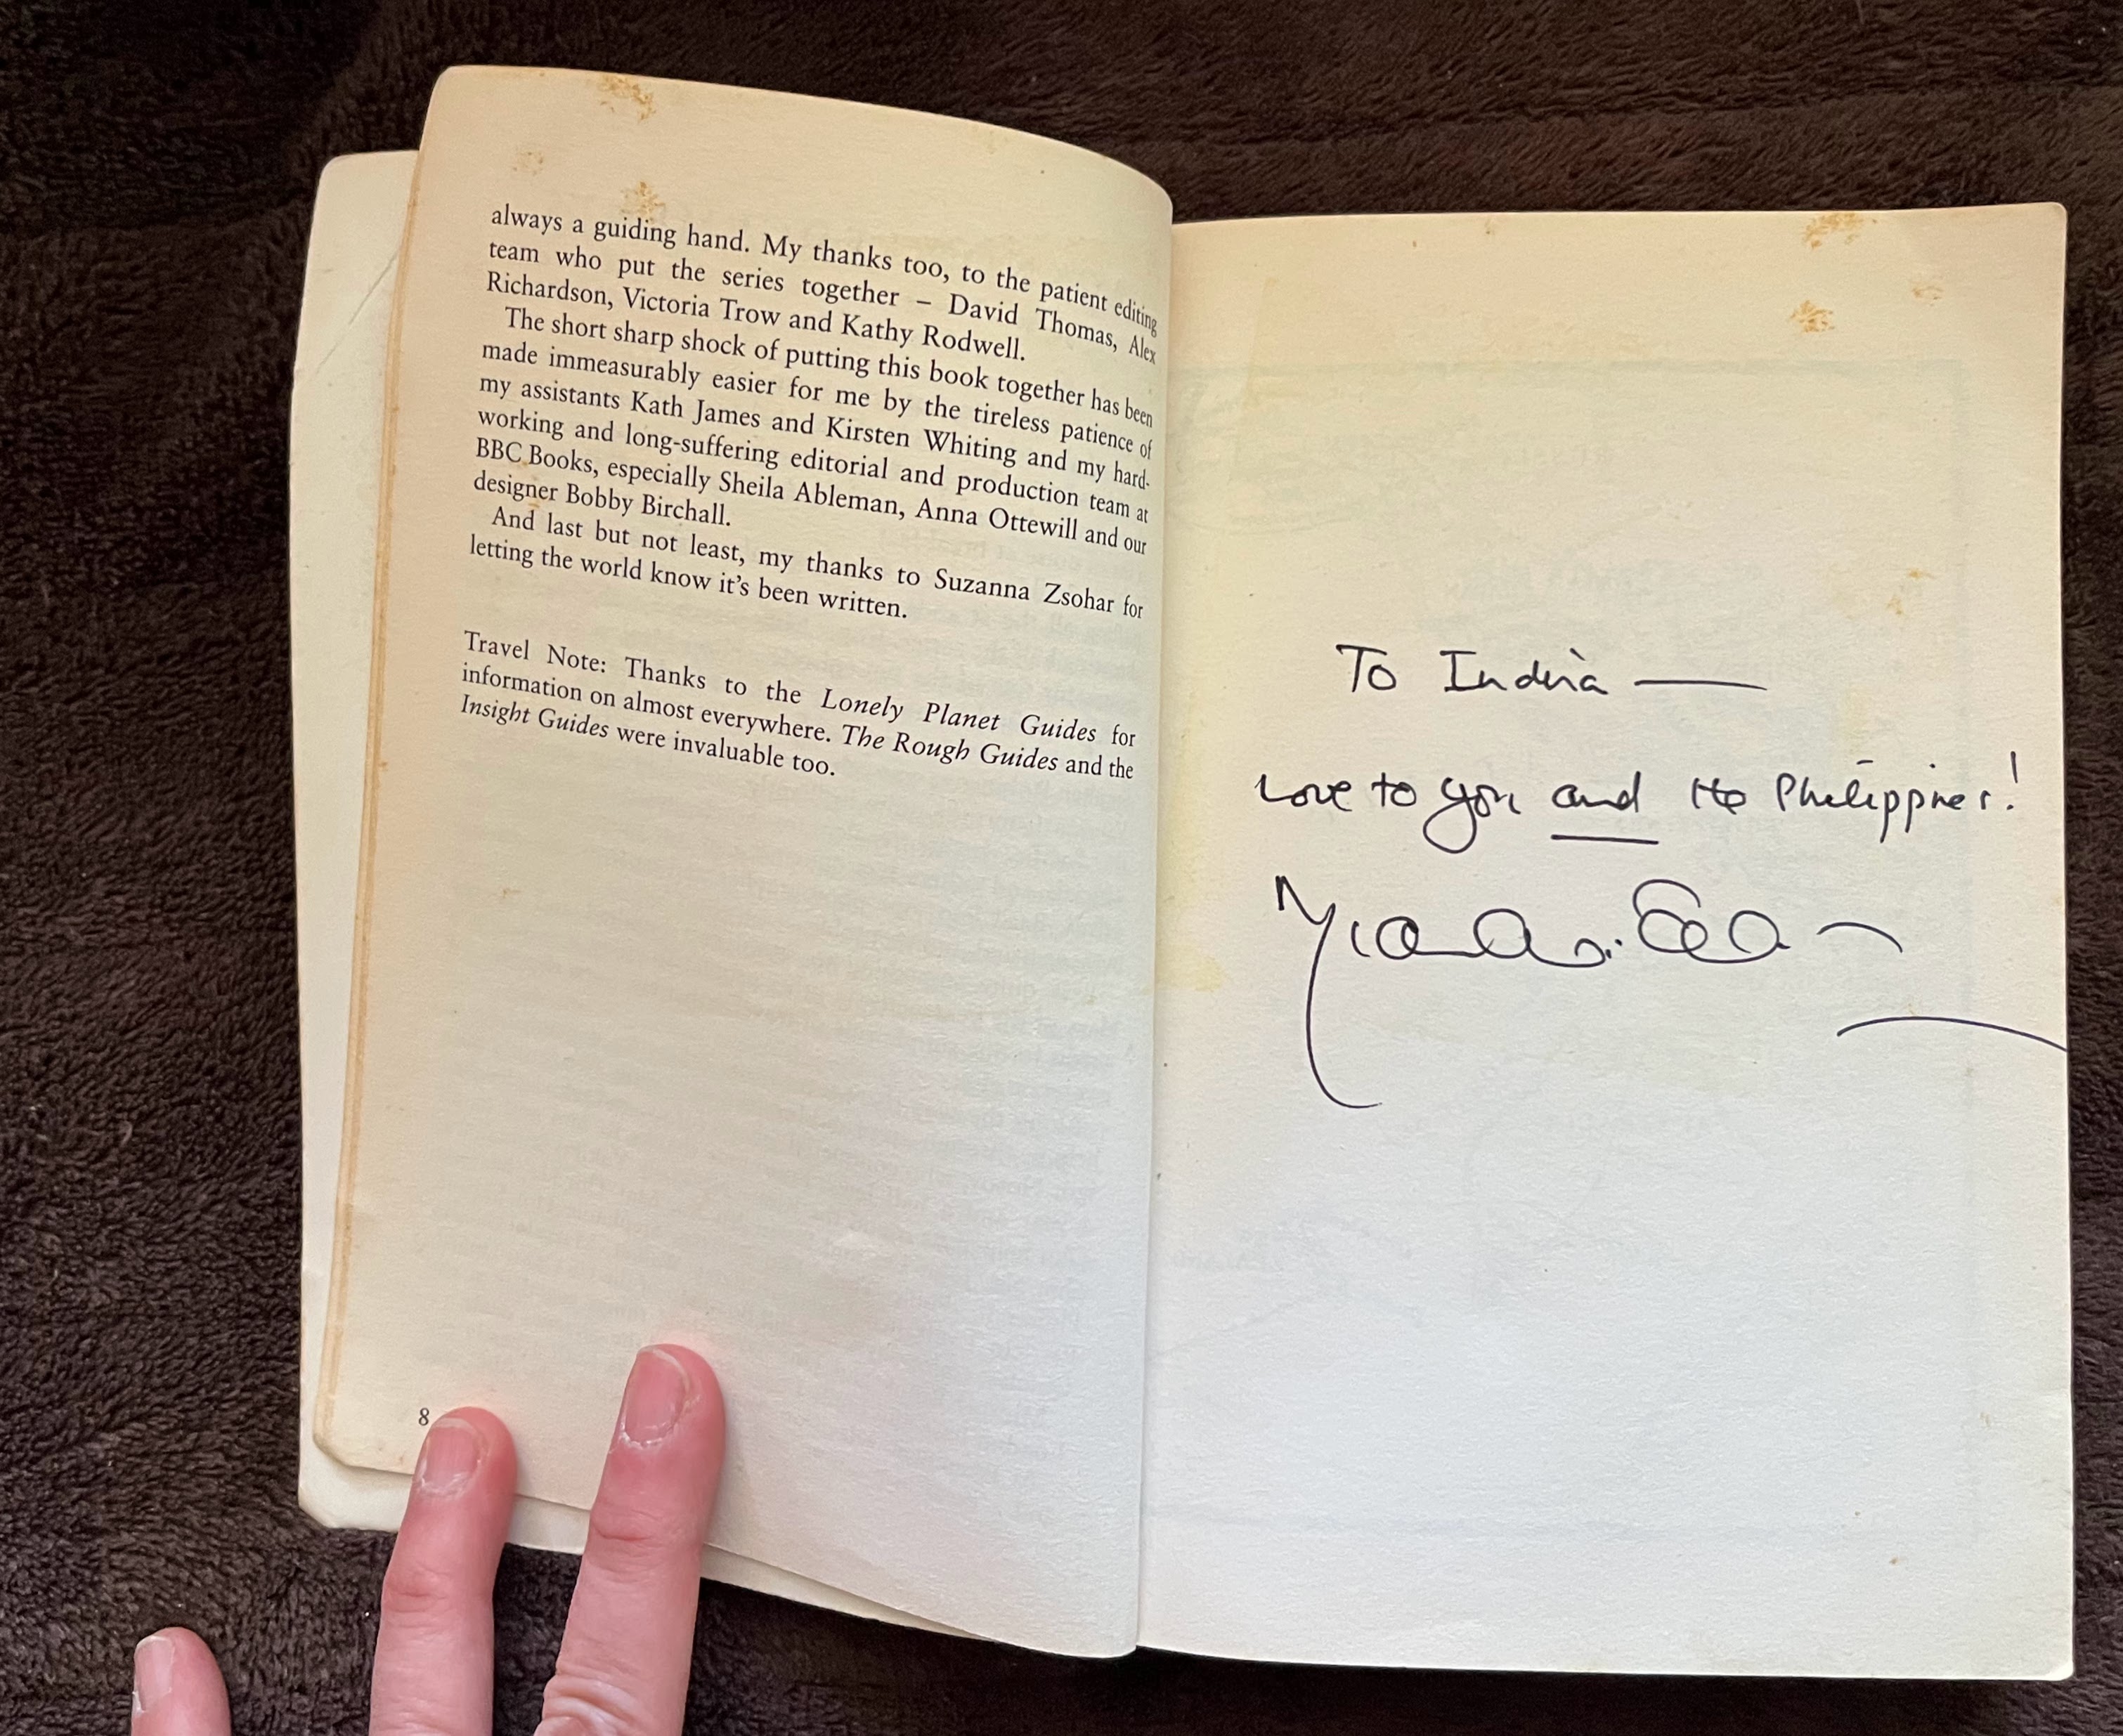 always a guiding hand. My thanks too, to the patient editing
team who put the series together – David Thomas, Alex
Richardson, Victoria Trow and Kathy Rodwell.
The short sharp shock of putting this book together has been
made immeasurably easier for me by the tireless patience of
my assistants Kath James and Kirsten Whiting and my hard-
working and long-suffering editorial and production team at
BBC Books, especially Sheila Ableman, Anna Ottewill and our
designer Bobby Birchall.
And last but not least, my thanks to Suzanna Zsohar for
letting the world know it's been written.
Travel Note: Thanks to the Lonely Planet Guides for
information on almost everywhere. The Rough Guides and the
Insight Guides were invaluable too.
8
To India —
Love to you and the Philippines!